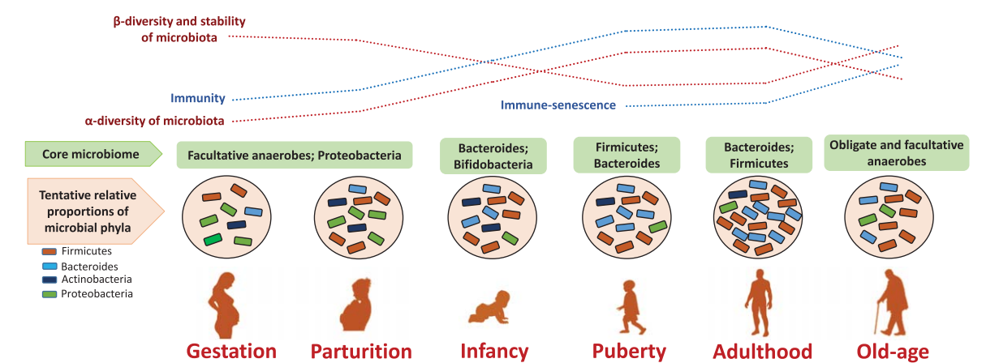 β-diversity and stability
of microbiota
Immunity
α-diversity of microbiota
Immune-senescence
Core microbiome
Facultative anaerobes; Proteobacteria
Bacteroides;
Bifidobacteria
Firmicutes;
Bacteroides
Bacteroides;
Firmicutes
Obligate and facultative
anaerobes
Tentative relative
proportions of
microbial phyla
Firmicutes
Bacteroides
Actinobacteria
Proteobacteria
Gestation
Parturition
Infancy
Puberty
Adulthood
Old-age